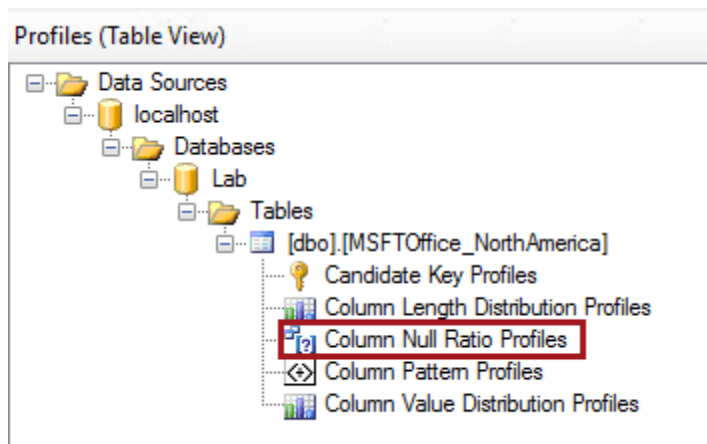 Profiles (Table View)
Data Sources
localhost
Databases
Lab
Tables
[dbo].[MSFTOffice_NorthAmerica]
Candidate Key Profiles
Column Length Distribution Profiles
Column Null Ratio Profiles
Column Pattern Profiles
Column Value Distribution Profiles